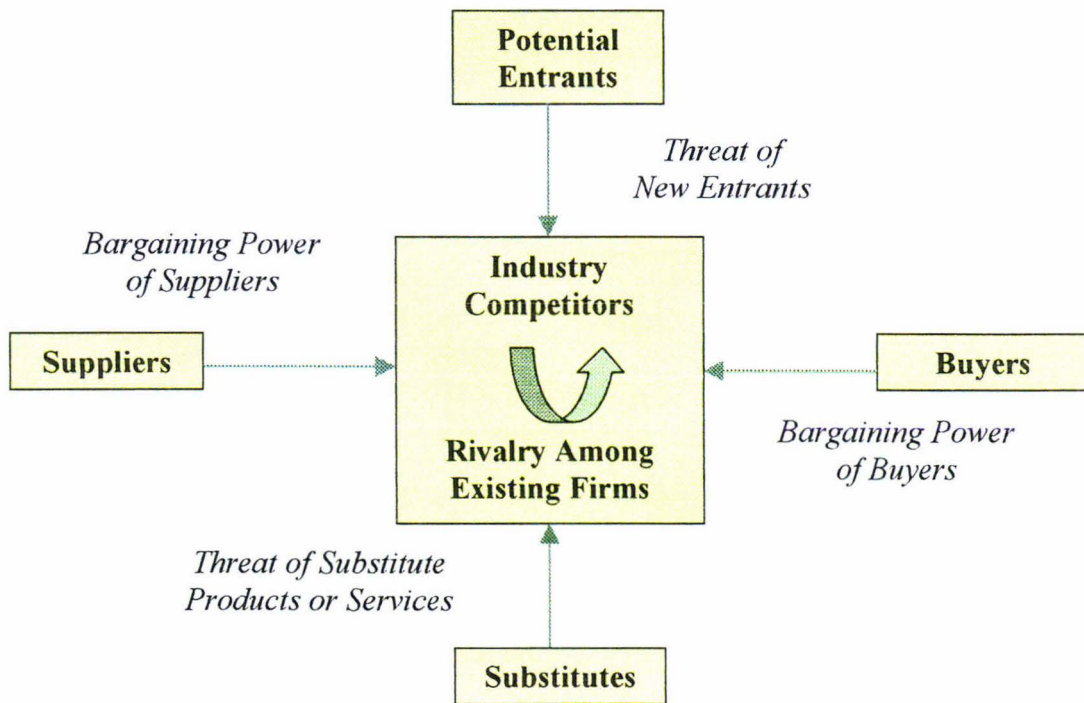 Potential
Entrants
Threat of
New Entrants
Bargaining Power
of Suppliers
Industry
Competitors
Suppliers
Buyers
Rivalry Among
Existing Firms
Bargaining Power
of Buyers
Threat of Substitute
Products or Services
Substitutes